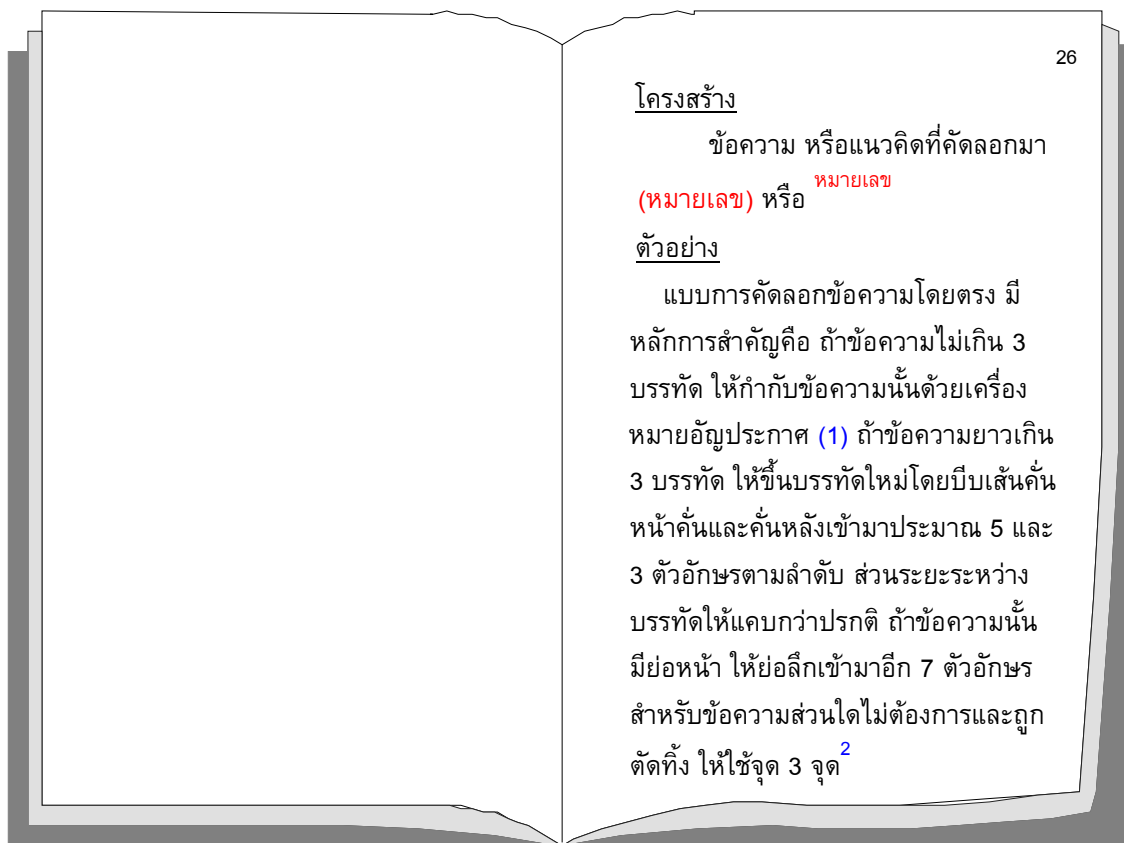 26
โครงสร้าง
ข้อความ หรือแนวคิดที่คัดลอกมา
(หมายเลข) หรือ หมายเลข
ตัวอย่าง
แบบการคัดลอกข้อความโดยตรง มี
หลักการสำคัญคือ ถ้าข้อความไม่เกิน 3
บรรทัด ให้กำกับข้อความนั้นด้วยเครื่อง
หมายอัญประกาศ (1) ถ้าข้อความยาวเกิน
3 บรรทัด ให้ขึ้นบรรทัดใหม่โดยบีบเส้นคั่น
หน้าคั่นและคั่นหลังเข้ามาประมาณ 5 และ
3 ตัวอักษรตามลำดับ ส่วนระยะระหว่าง
บรรทัดให้แคบกว่าปรกติ ถ้าข้อความนั้น
มีย่อหน้า ให้ย่อลึกเข้ามาอีก 7 ตัวอักษร
สำหรับข้อความส่วนใดไม่ต้องการและถูก
ตัดทิ้ง ให้ใช้จุด 3 จุด2